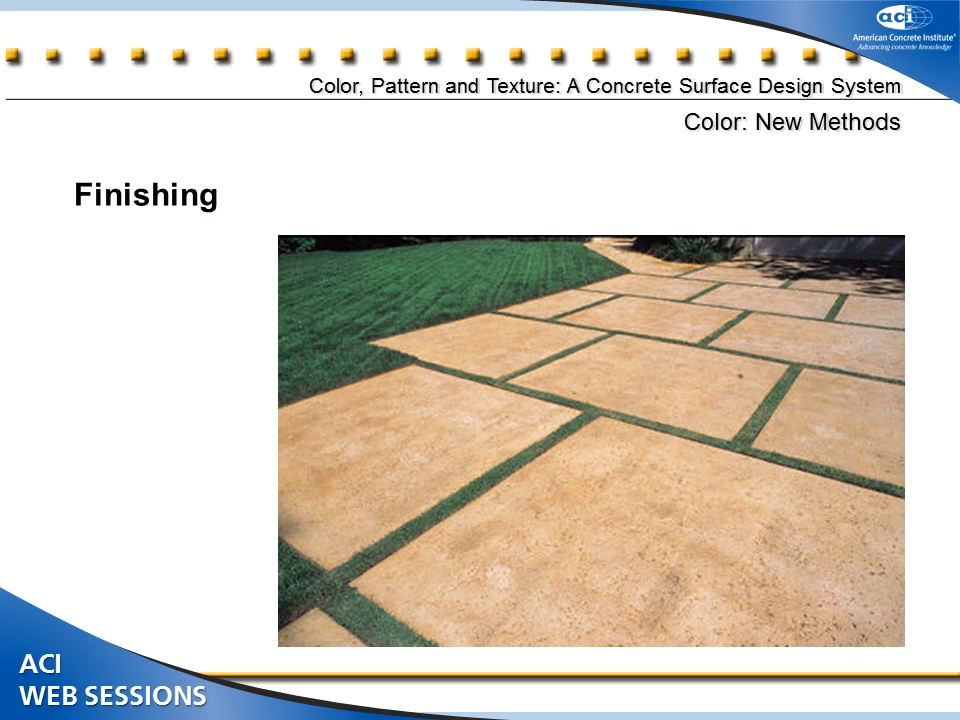 aci
American Concrete Institute®
Advancing concrete knowledge
Color, Pattern and Texture: A Concrete Surface Design System
Color: New Methods
Finishing
ACI
WEB SESSIONS